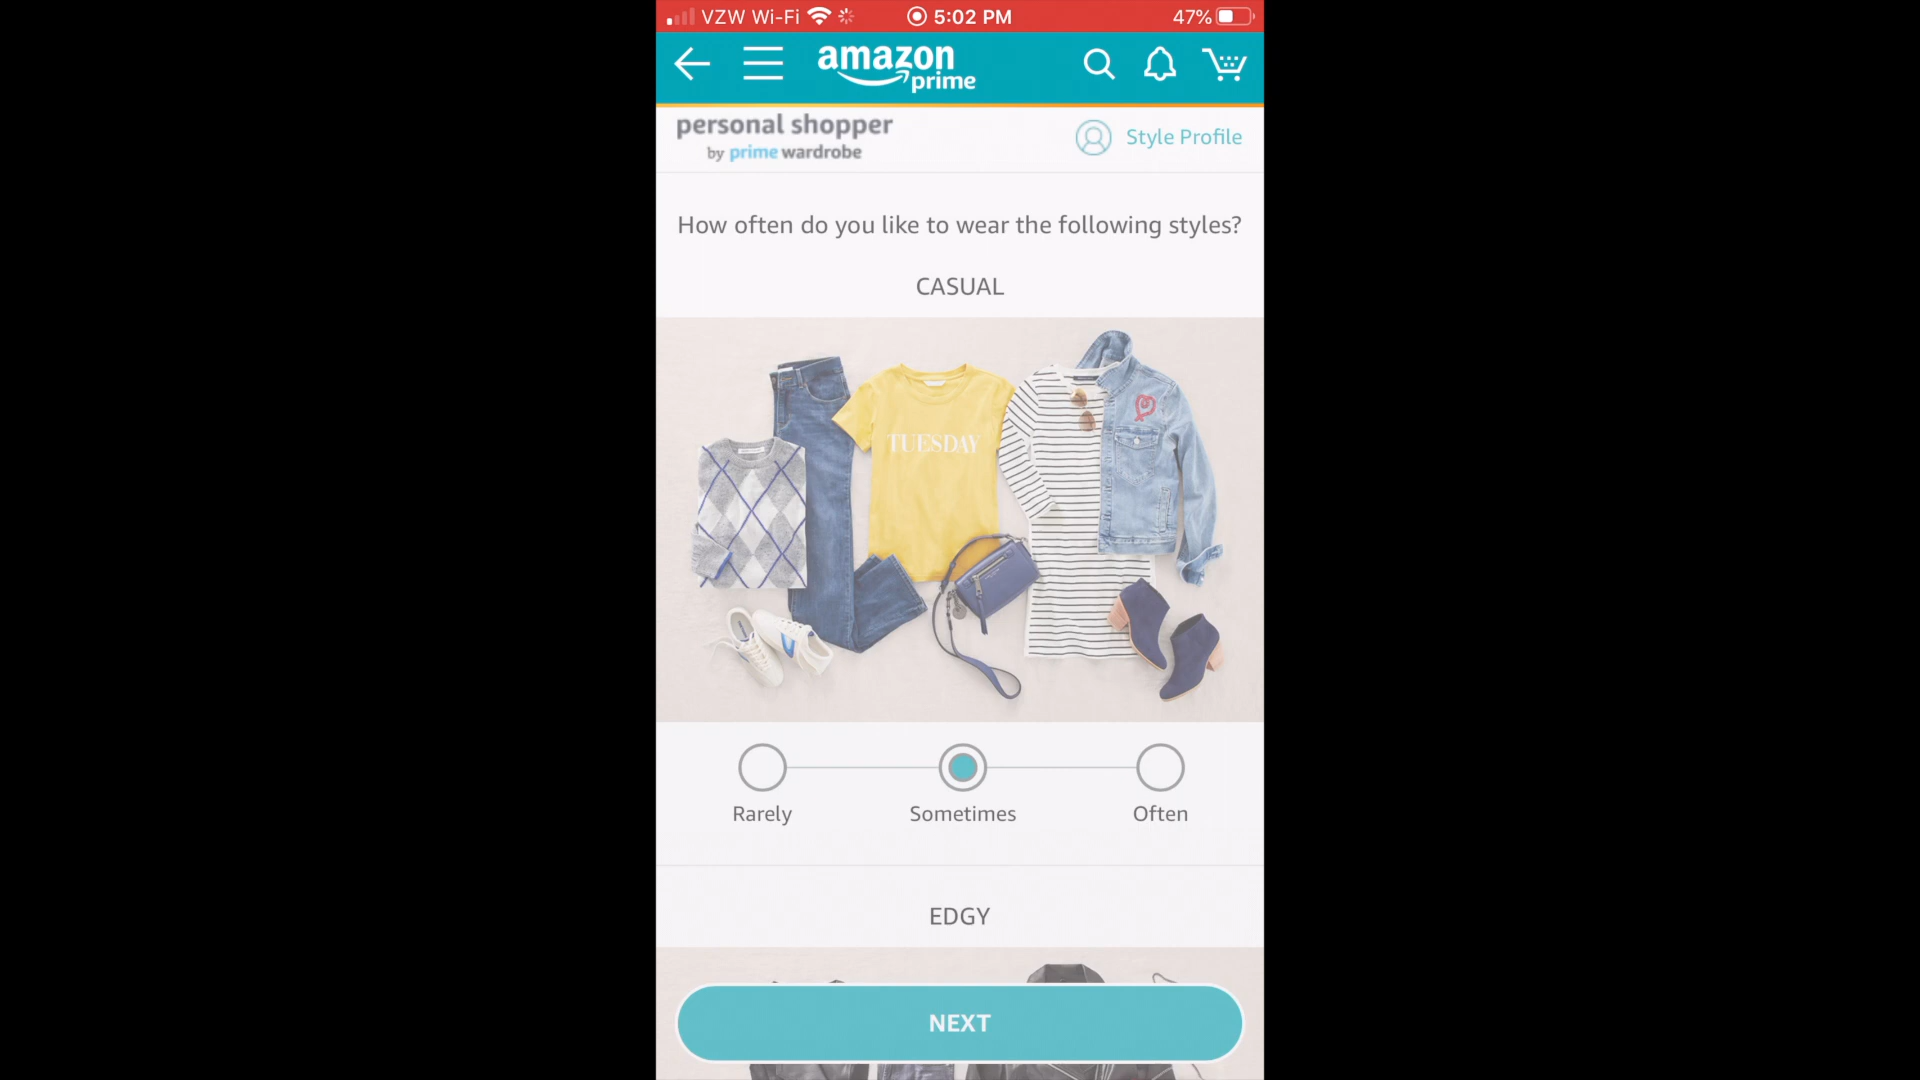 VZW Wi-Fi 5:02 PM 47%
amazon prime
personal shopper
by prime wardrobe
Style Profile
How often do you like to wear the following styles?
CASUAL
TUESDAY
Rarely Sometimes Often
EDGY
NEXT